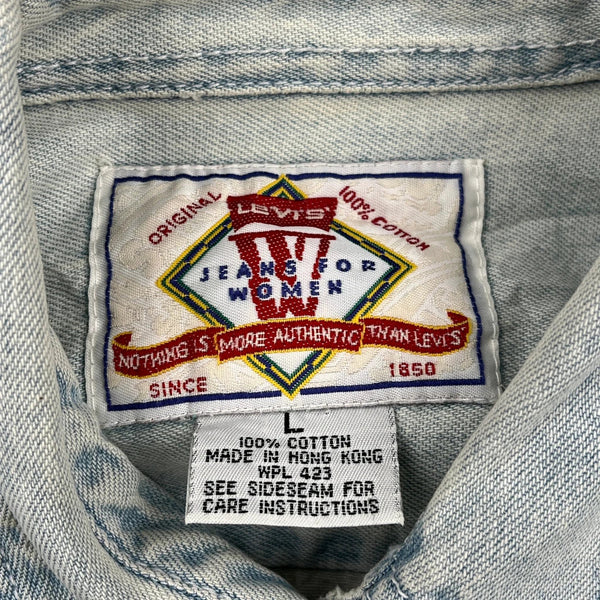 ORIGINAL
100% COTTON
LEVI'S
W
JEANS FOR
WOMEN
NOTHING IS MORE AUTHENTIC THAN LEVI'S
SINCE 1850
L
100% COTTON
MADE IN HONG KONG
WPL 423
SEE SIDESEAM FOR
CARE INSTRUCTIONS